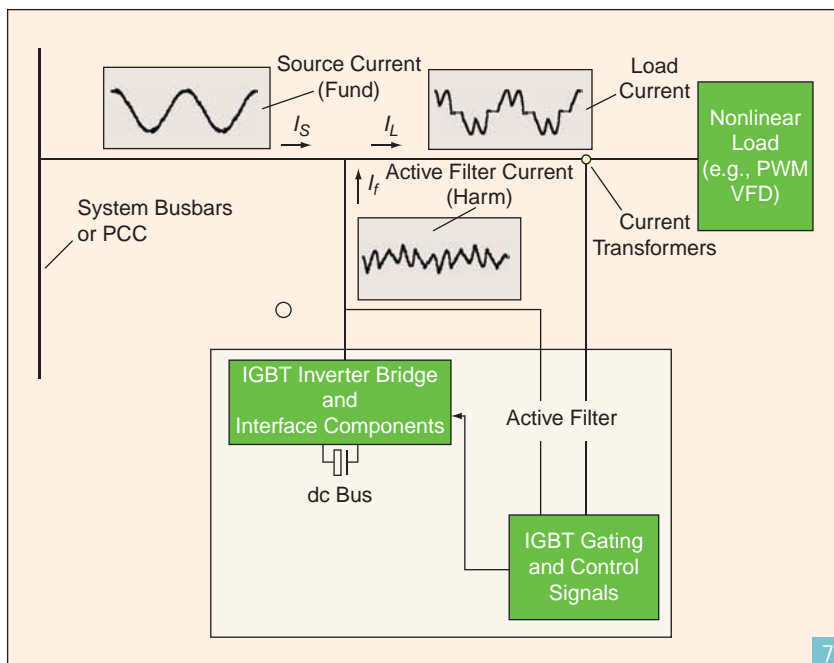 Source Current
(Fund)
Load
Current
Nonlinear
Load
(e.g., PWM
VFD)
I_S
I_L
I_f
Active Filter Current
(Harm)
System Busbars
or PCC
Current
Transformers
IGBT Inverter Bridge
and
Interface Components
Active Filter
dc Bus
IGBT Gating
and Control
Signals
7